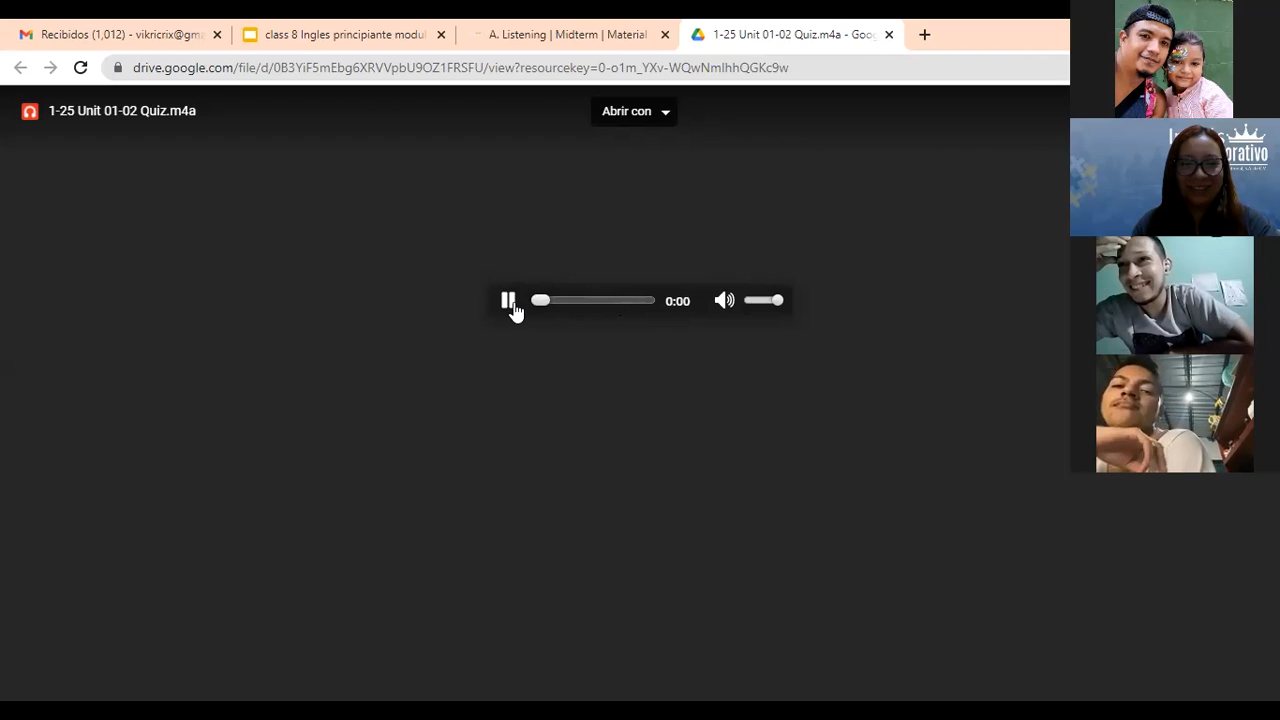 Recibidos (1,012) - vikricrix@gma
class 8 Ingles principiante modul
A. Listening | Midterm | Material
1-25 Unit 01-02 Quiz.m4a - Goo
drive.google.com/file/d/0B3YiF5mEbg6XRVVpbU9OZ1FRSFU/view?resourcekey=0-o1m_YXv-WQwNmlhhQGKc9w
1-25 Unit 01-02 Quiz.m4a
Abrir con
0:00